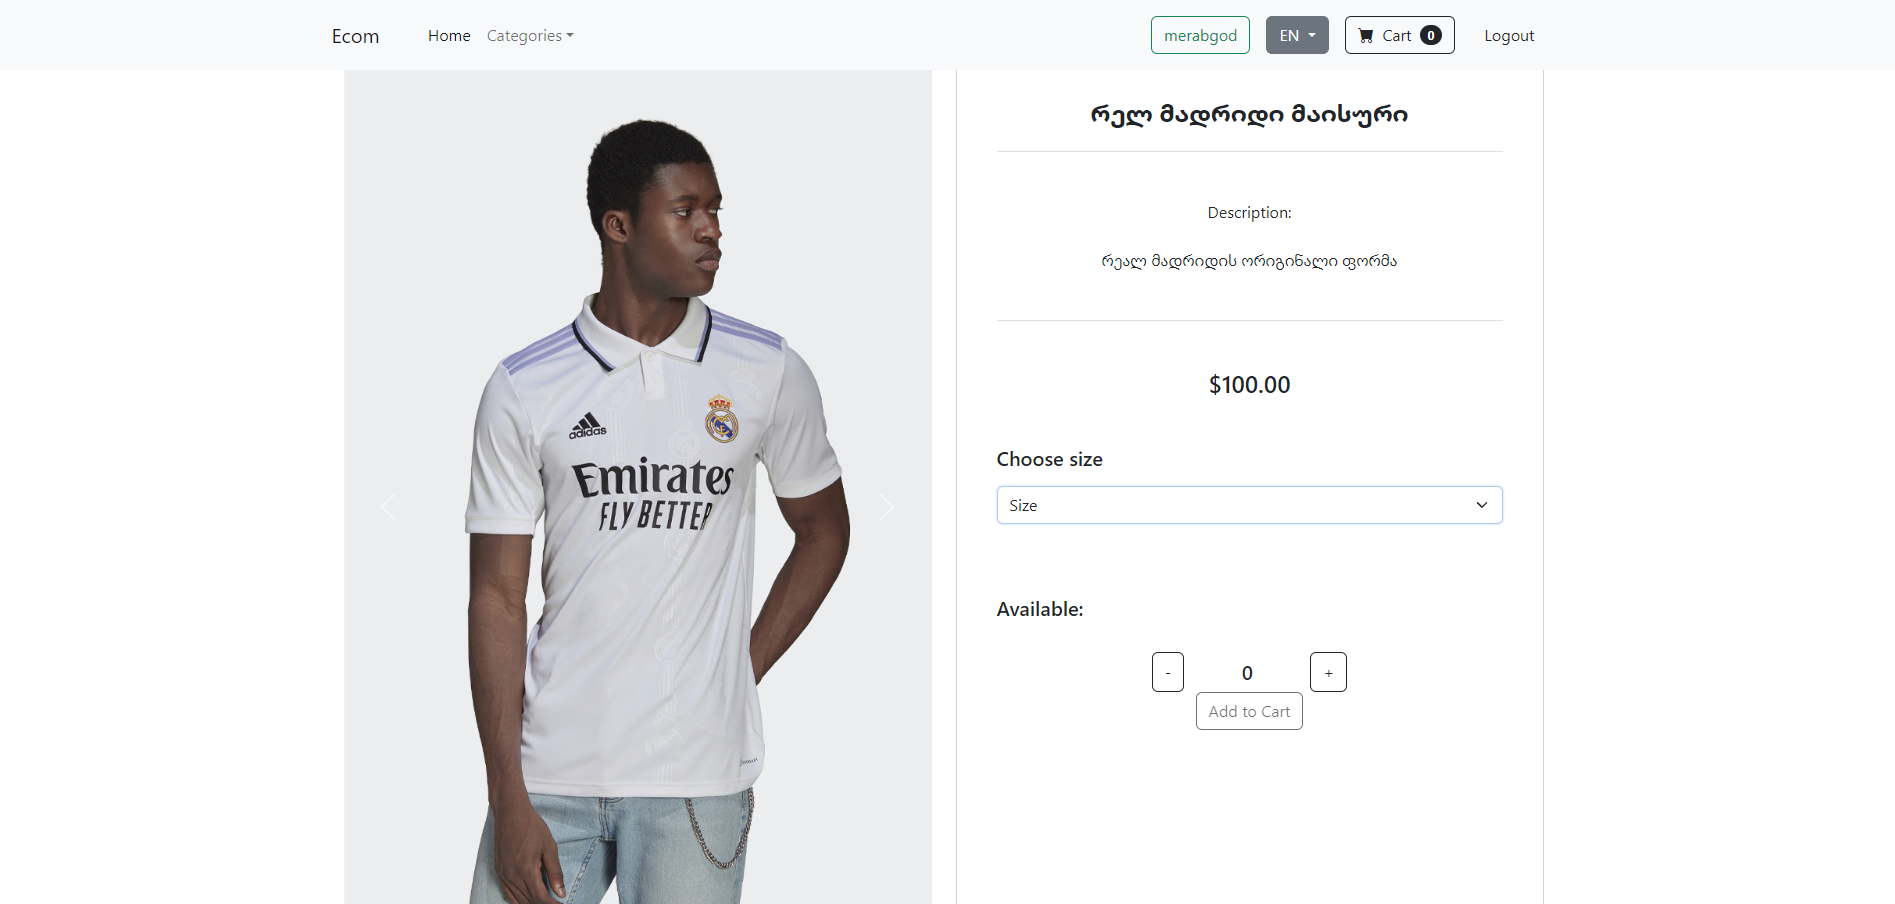 Ecom
Home
Categories
merabgod
EN
Cart 0
Logout
adidas
Emirates
FLY BETTER
რელ მადრიდი მაისური
Description:
რეალ მადრიდის ორიგინალი ფორმა
$100.00
Choose size
Size
Available:
- 0 +
Add to Cart